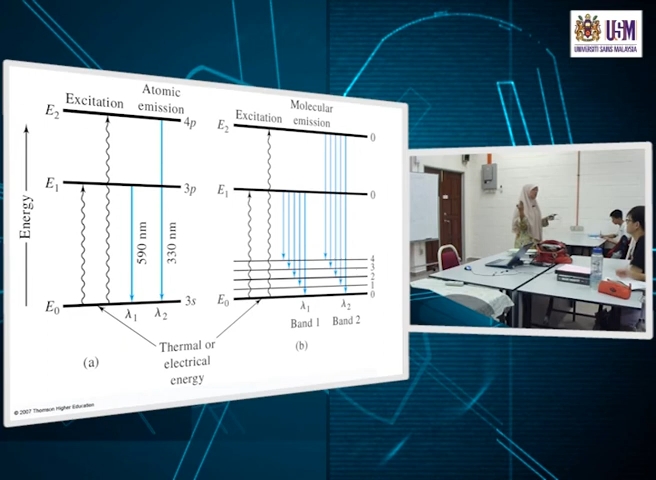 USM
UNIVERSITI SAINS MALAYSIA
Excitation
Atomic
emission
E2
4p
E1
3p
Energy
590 nm
330 nm
E0
3s
λ1
λ2
(a)
Thermal or
electrical
energy
Molecular
Excitation
emission
E2
0
E1
0
4
3
2
1
E0
0
λ1
λ2
Band 1
Band 2
(b)
© 2007 Thomson Higher Education